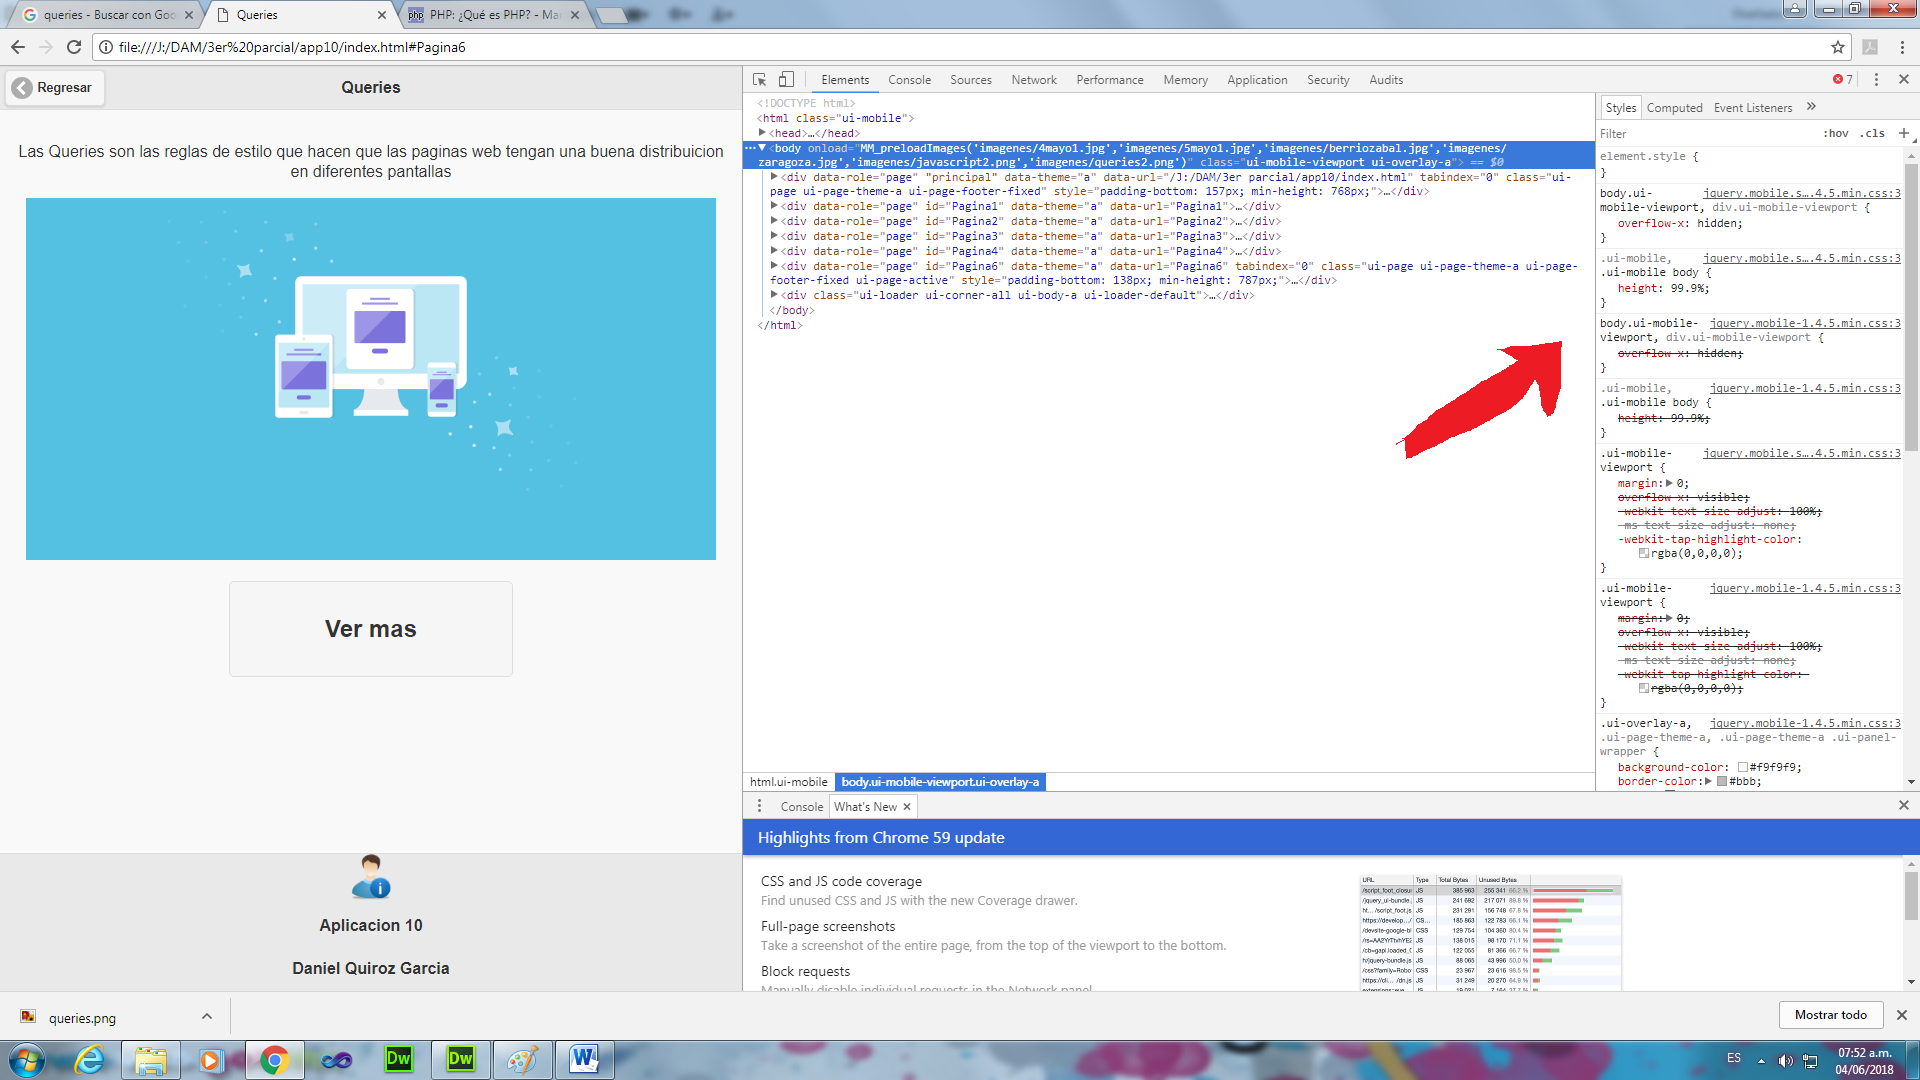 queries - Buscar con Goo
Queries
PHP: ¿Qué es PHP? - Man
file:///J:/DAM/3er%20parcial/app10/index.html#Pagina6
Regresar
Queries
Las Queries son las reglas de estilo que hacen que las paginas web tengan una buena distribuicion
en diferentes pantallas
Ver mas
Aplicacion 10
Daniel Quiroz Garcia
Elements Console Sources Network Performance Memory Application Security Audits
7
<!DOCTYPE html>
<html class="ui-mobile">
<head>…</head>
<body onload="MM_preloadImages('imagenes/4mayo1.jpg','imagenes/5mayo1.jpg','imagenes/berriozabal.jpg','imagenes/
zaragoza.jpg','imagenes/javascript2.png','imagenes/queries2.png')" class="ui-mobile-viewport ui-overlay-a"> == $0
<div data-role="page" "principal" data-theme="a" data-url="/J:/DAM/3er parcial/app10/index.html" tabindex="0" class="ui-
page ui-page-theme-a ui-page-footer-fixed" style="padding-bottom: 157px; min-height: 768px;">…</div>
<div data-role="page" id="Pagina1" data-theme="a" data-url="Pagina1">…</div>
<div data-role="page" id="Pagina2" data-theme="a" data-url="Pagina2">…</div>
<div data-role="page" id="Pagina3" data-theme="a" data-url="Pagina3">…</div>
<div data-role="page" id="Pagina4" data-theme="a" data-url="Pagina4">…</div>
<div data-role="page" id="Pagina6" data-theme="a" data-url="Pagina6" tabindex="0" class="ui-page ui-page-theme-a ui-page-
footer-fixed ui-page-active" style="padding-bottom: 138px; min-height: 787px;">…</div>
<div class="ui-loader ui-corner-all ui-body-a ui-loader-default">…</div>
</body>
</html>
html.ui-mobile body.ui-mobile-viewport.ui-overlay-a
Styles Computed Event Listeners »
Filter :hov .cls +
element.style {
}
body.ui- jquery.mobile.s….4.5.min.css:3
mobile-viewport, div.ui-mobile-viewport {
overflow-x: hidden;
}
.ui-mobile, jquery.mobile.s….4.5.min.css:3
.ui-mobile body {
height: 99.9%;
}
body.ui-mobile- jquery.mobile-1.4.5.min.css:3
viewport, div.ui-mobile-viewport {
overflow-x: hidden;
}
.ui-mobile, jquery.mobile-1.4.5.min.css:3
.ui-mobile body {
height: 99.9%;
}
.ui-mobile- jquery.mobile.s….4.5.min.css:3
viewport {
margin: 0;
overflow-x: visible;
-webkit-text-size-adjust: 100%;
-ms-text-size-adjust: none;
-webkit-tap-highlight-color:
rgba(0,0,0,0);
}
.ui-mobile- jquery.mobile-1.4.5.min.css:3
viewport {
margin: 0;
overflow-x: visible;
-webkit-text-size-adjust: 100%;
-ms-text-size-adjust: none;
-webkit-tap-highlight-color:
rgba(0,0,0,0);
}
.ui-overlay-a, jquery.mobile-1.4.5.min.css:3
.ui-page-theme-a, .ui-page-theme-a .ui-panel-
wrapper {
background-color: #f9f9f9;
border-color: #bbb;
Console What's New
Highlights from Chrome 59 update
CSS and JS code coverage
Find unused CSS and JS with the new Coverage drawer.
Full-page screenshots
Take a screenshot of the entire page, from the top of the viewport to the bottom.
Block requests
Manually disable individual requests in the Network panel.
URL Type Total Bytes Unused Bytes
queries.png
Mostrar todo
ES
07:52 a.m.
04/06/2018